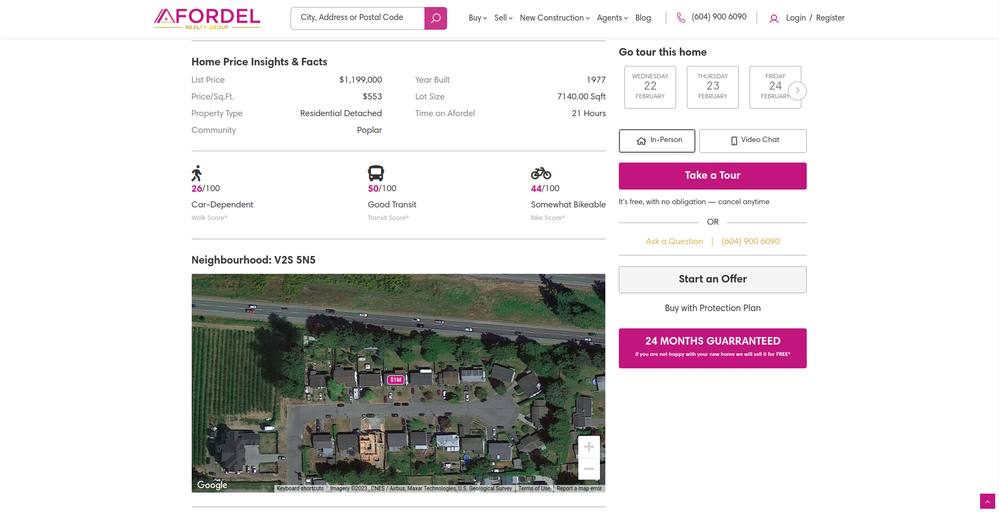 AFORDEL
REALTY GROUP
City, Address or Postal Code
Buy
Sell
New Construction
Agents
Blog
(604) 900 6090
Login / Register
Home Price Insights & Facts
List Price $1,199,000
Year Built 1977
Price/Sq.Ft. $553
Lot Size 7140.00 Sqft
Property Type Residential Detached
Time on Afordel 21 Hours
Community Poplar
26/100
50/100
44/100
Car-Dependent
Good Transit
Somewhat Bikeable
Walk Score®
Transit Score®
Bike Score®
Neighbourhood: V2S 5N5
$1M
Google
Keyboard shortcuts
Imagery ©2023 , CNES / Airbus, Maxar Technologies, U.S. Geological Survey
Terms of Use
Report a map error
Go tour this home
WEDNESDAY
22
FEBRUARY
THURSDAY
23
FEBRUARY
FRIDAY
24
FEBRUARY
In-Person
Video Chat
Take a Tour
It's free, with no obligation — cancel anytime
OR
Ask a Question | (604) 900 6090
Start an Offer
Buy with Protection Plan
24 MONTHS GUARRANTEED
if you are not happy with your new home we will sell it for FREE*